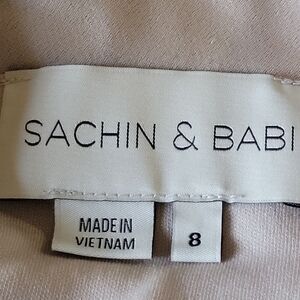 SACHIN & BABI
MADE IN
VIETNAM
8